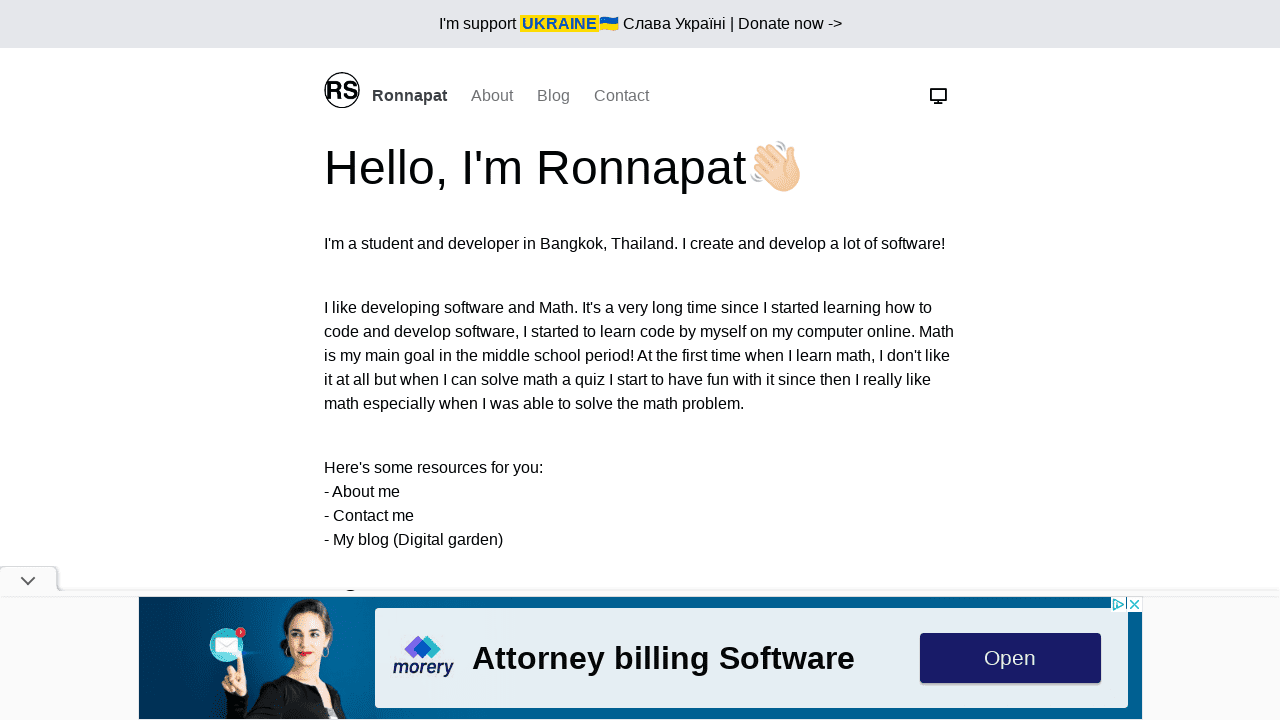 I'm support UKRAINE🇺🇦 Слава Україні | Donate now ->
RS Ronnapat About Blog Contact
Hello, I'm Ronnapat👋🏻
I'm a student and developer in Bangkok, Thailand. I create and develop a lot of software!
I like developing software and Math. It's a very long time since I started learning how to
code and develop software, I started to learn code by myself on my computer online. Math
is my main goal in the middle school period! At the first time when I learn math, I don't like
it at all but when I can solve math a quiz I start to have fun with it since then I really like
math especially when I was able to solve the math problem.
Here's some resources for you:
- About me
- Contact me
- My blog (Digital garden)
morery
Attorney billing Software
Open